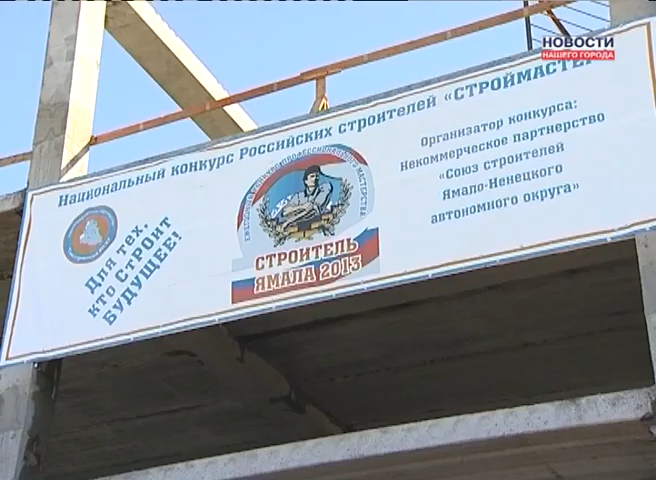 НОВОСТИ
НАШЕГО ГОРОДА
Национальный конкурс Российских строителей «СТРОЙМАСТЕР
Для тех,
кто СТРОИТ
БУДУЩЕЕ!
СТРОИТЕЛЬ
ЯМАЛА 2013
Организатор конкурса:
Некоммерческое партнерство
«Союз строителей
Ямало-Ненецкого
автономного округа»